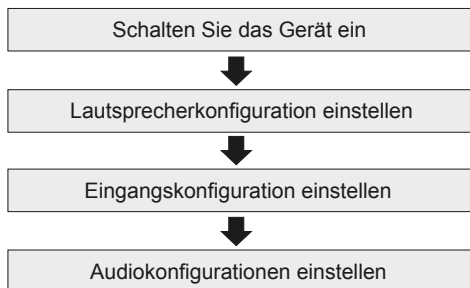 Schalten Sie das Gerät ein
Lautsprecherkonfiguration einstellen
Eingangskonfiguration einstellen
Audiokonfigurationen einstellen